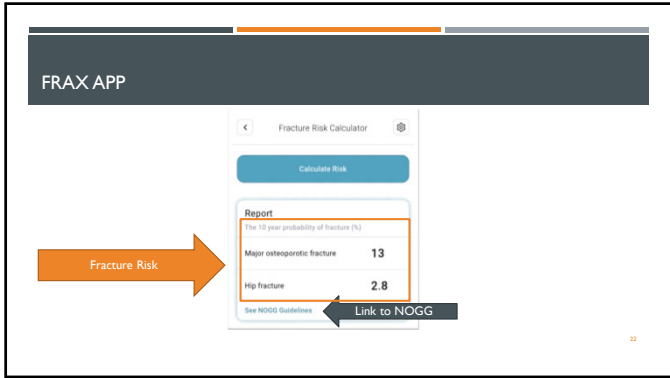 FRAX APP
Fracture Risk Calculator
Calculate Risk
Report
The 10 year probability of fracture (%)
Major osteoporotic fracture 13
Fracture Risk
Hip fracture 2.8
See NOGG Guidelines
Link to NOGG
22